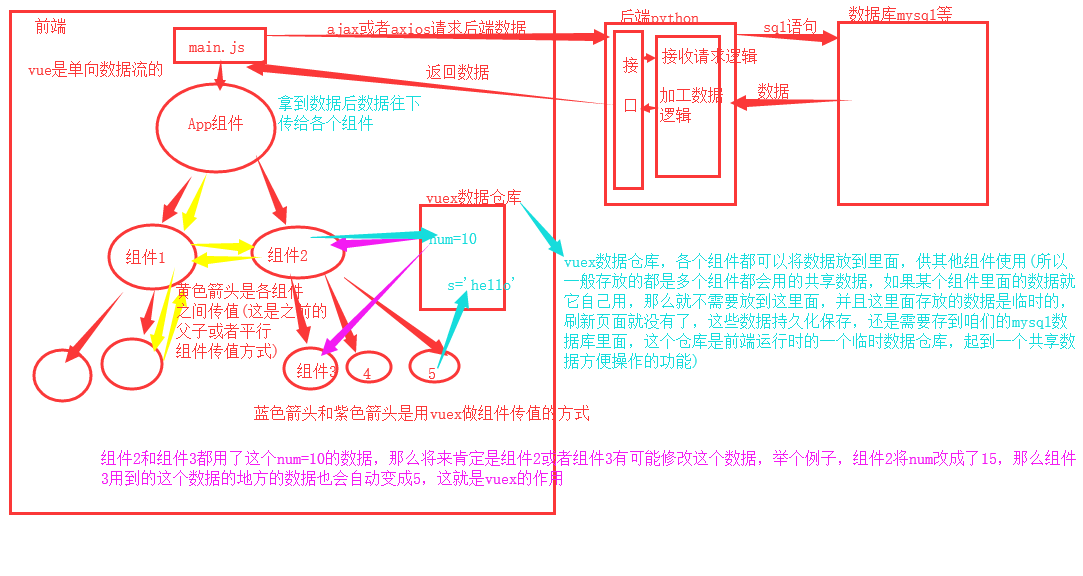 前端
main.js
vue是单向数据流的
ajax或者axios请求后端数据
返回数据
后端python
接
口
接收请求逻辑
加工数据
逻辑
sql语句
数据
数据库mysql等
App组件
拿到数据后数据往下
传给各个组件
vuex数据仓库
num=10
s='hello'
组件1
组件2
黄色箭头是各组件
之间传值(这是之前的
父子或者平行
组件传值方式)
组件3
4
5
vuex数据仓库，各个组件都可以将数据放到里面，供其他组件使用(所以
一般存放的都是多个组件都会用的共享数据，如果某个组件里面的数据就
它自己用，那么就不需要放到这里面，并且这里面存放的数据是临时的，
刷新页面就没有了，这些数据持久化保存，还是需要存到咱们的mysql数
据库里面，这个仓库是前端运行时的一个临时数据仓库，起到一个共享数
据方便操作的功能)
蓝色箭头和紫色箭头是用vuex做组件传值的方式
组件2和组件3都用了这个num=10的数据，那么将来肯定是组件2或者组件3有可能修改这个数据，举个例子，组件2将num改成了15，那么组件
3用到的这个数据的地方的数据也会自动变成5，这就是vuex的作用